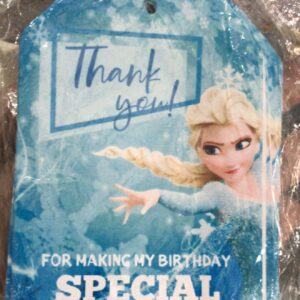 Thank
you!
FOR MAKING MY BIRTHDAY
SPECIAL